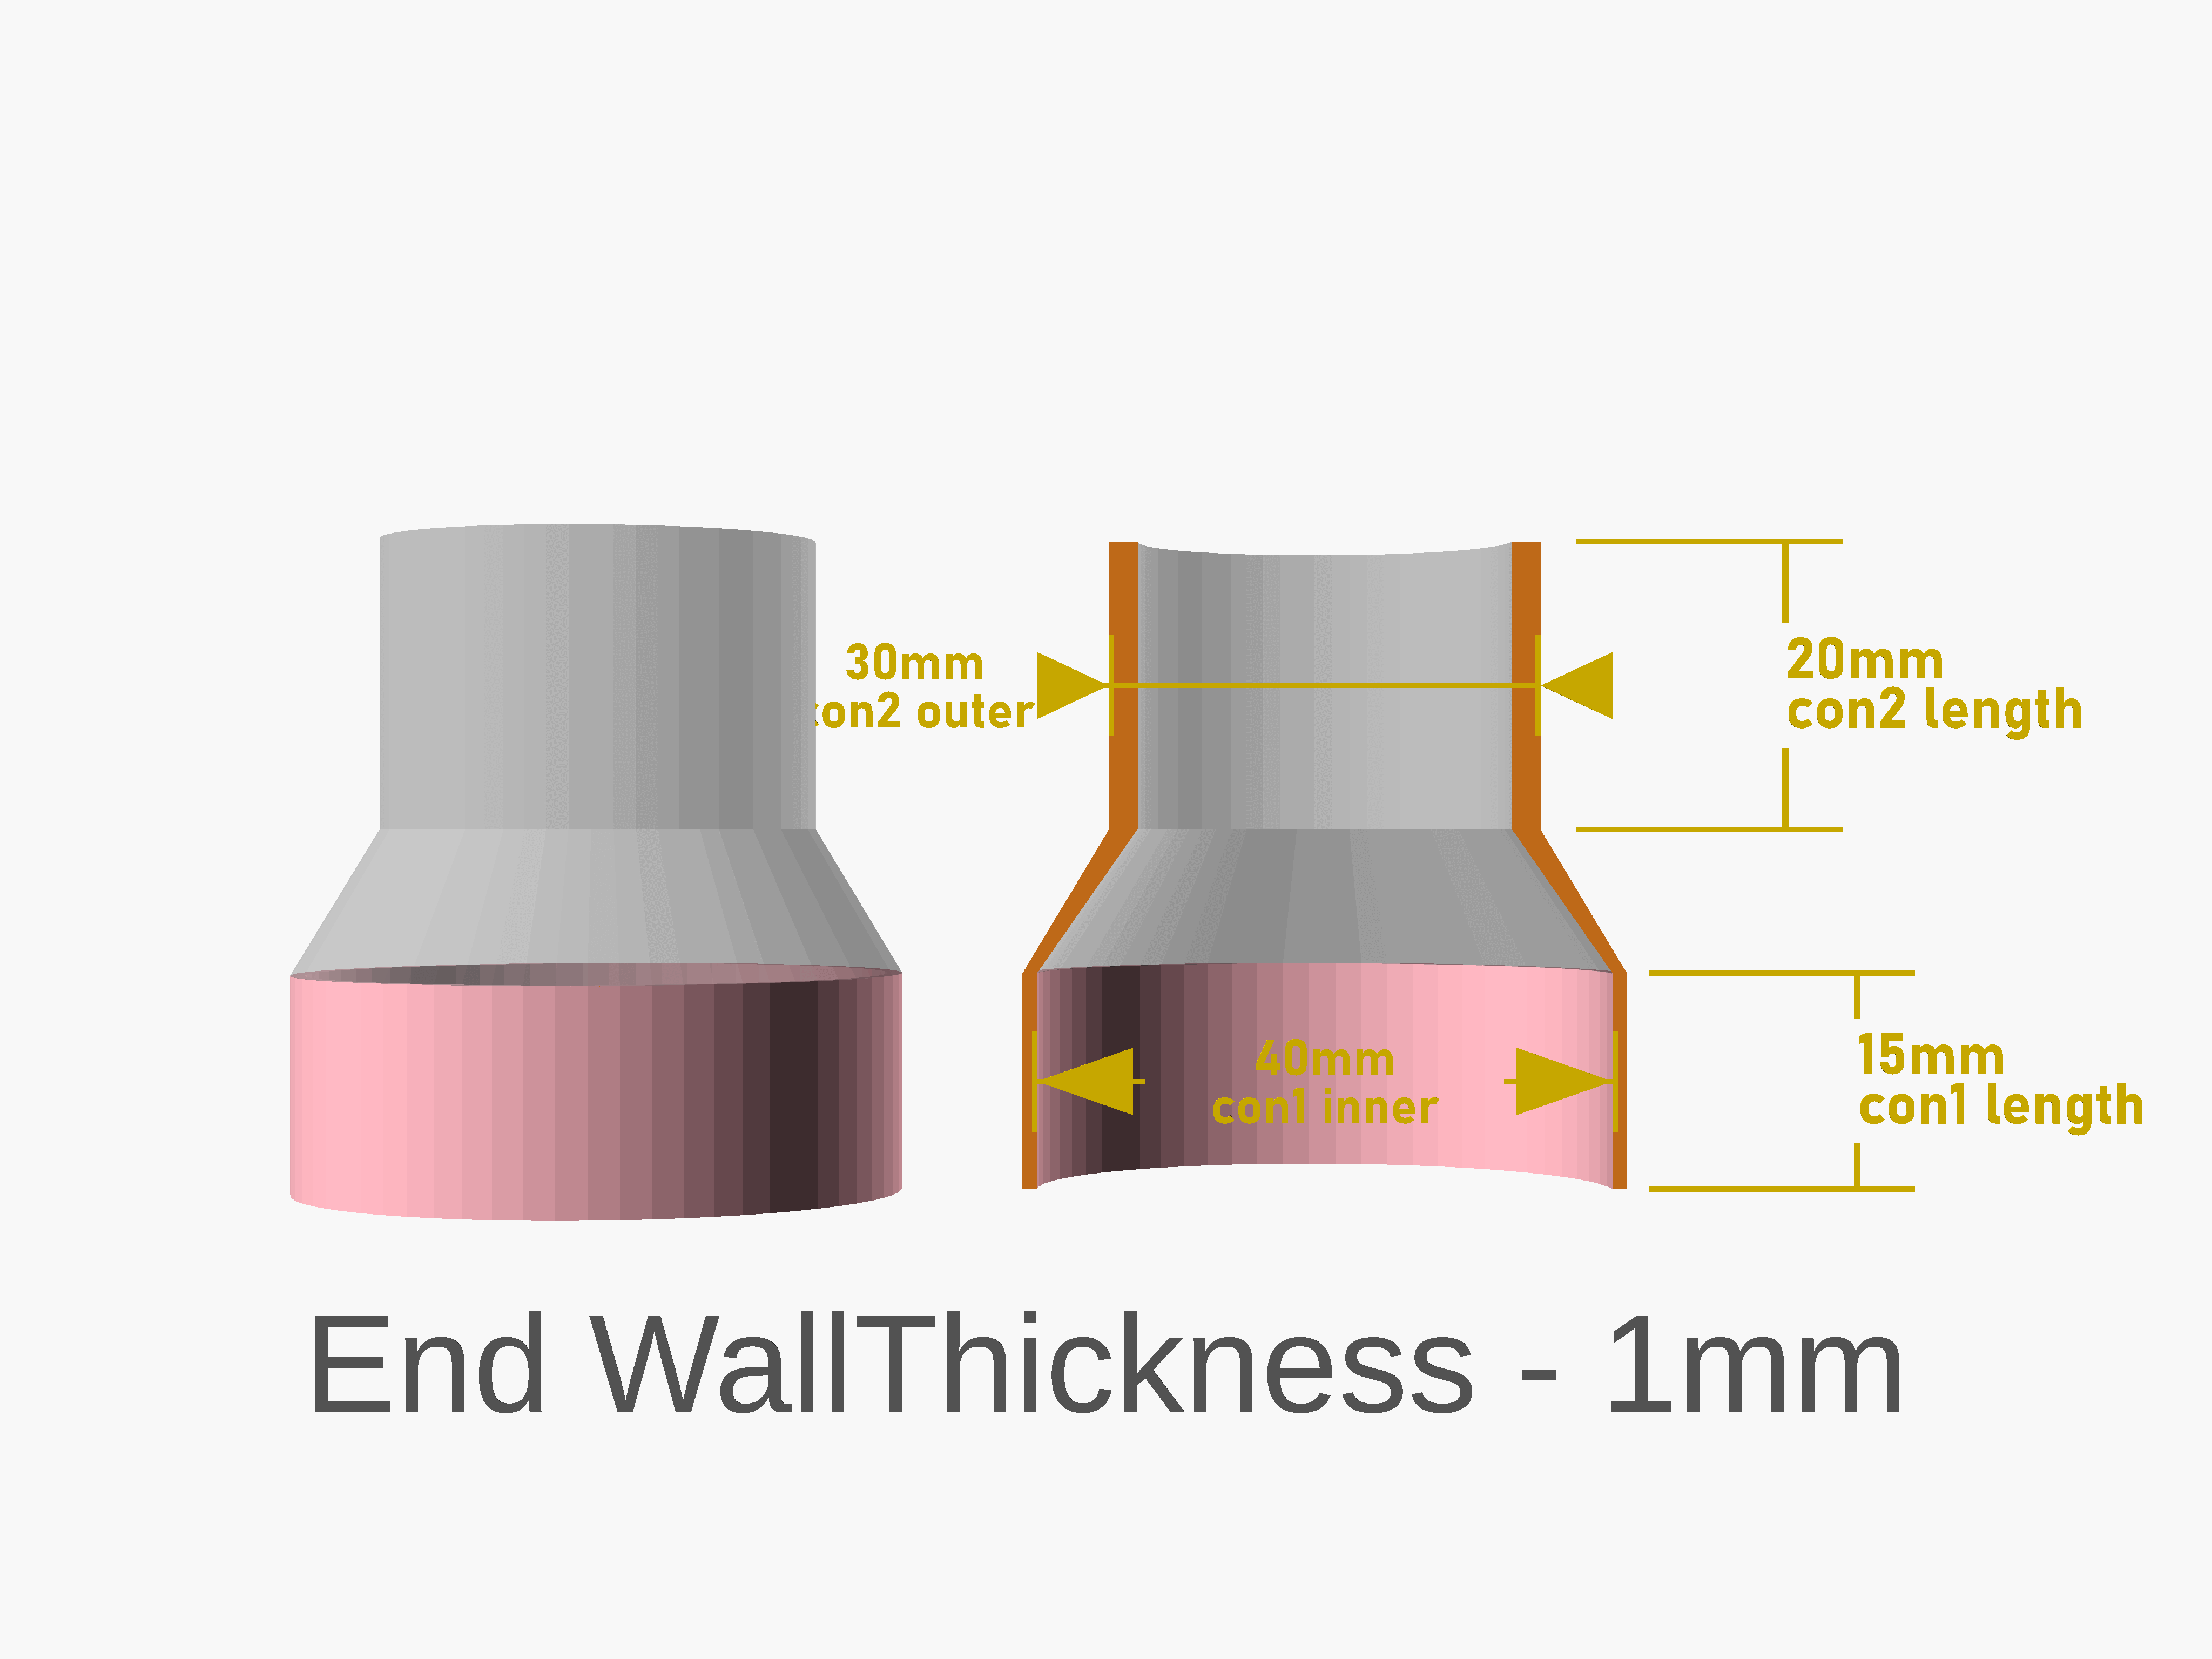 30mm
con2 outer
20mm
con2 length
40mm
con1 inner
15mm
con1 length
End WallThickness - 1mm